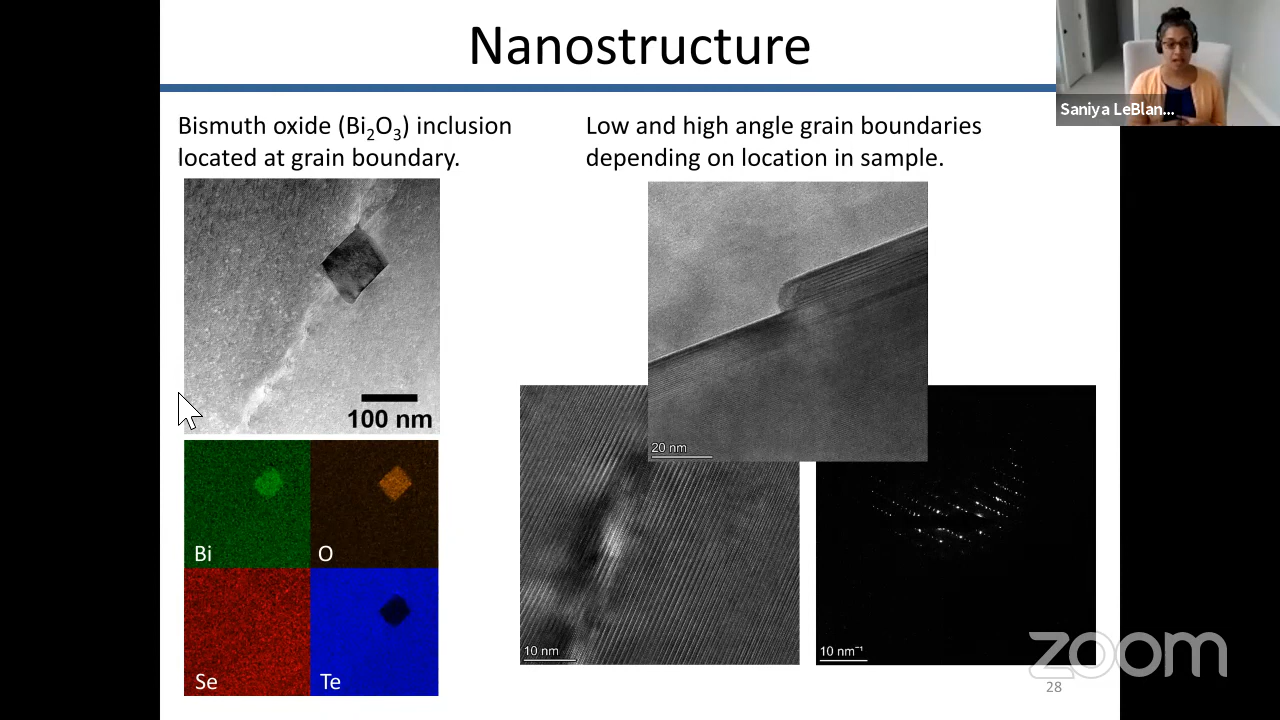 Nanostructure
Saniya LeBlan...
Bismuth oxide (Bi₂O₃) inclusion
located at grain boundary.
Low and high angle grain boundaries
depending on location in sample.
100 nm
20 nm
Bi
O
Se
Te
10 nm
10 nm⁻¹
zoom
28